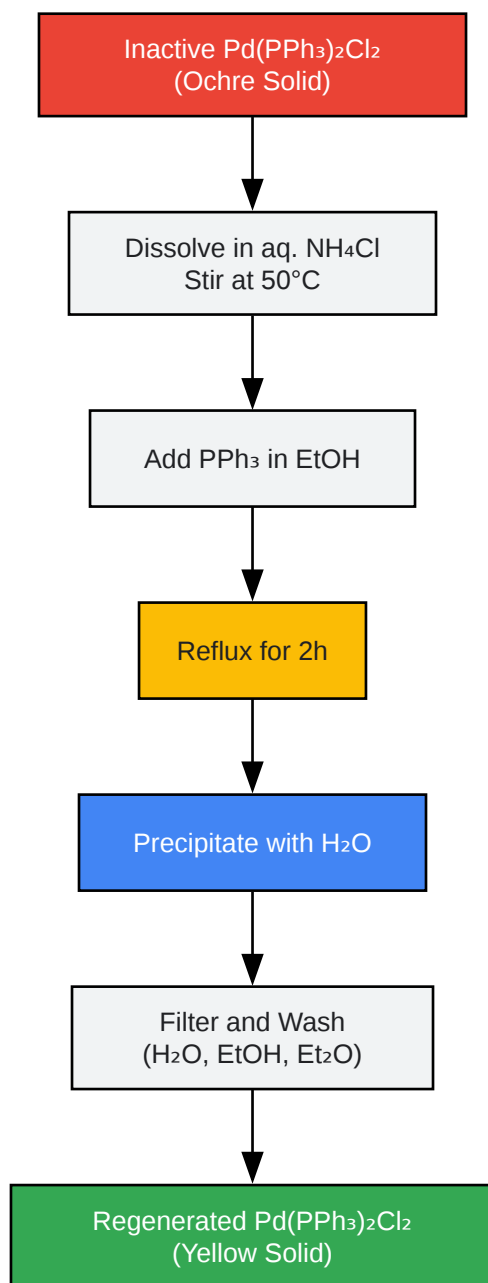 Inactive Pd(PPh₃)₂Cl₂
(Ochre Solid)
Dissolve in aq. NH₄Cl
Stir at 50°C
Add PPh₃ in EtOH
Reflux for 2h
Precipitate with H₂O
Filter and Wash
(H₂O, EtOH, Et₂O)
Regenerated Pd(PPh₃)₂Cl₂
(Yellow Solid)